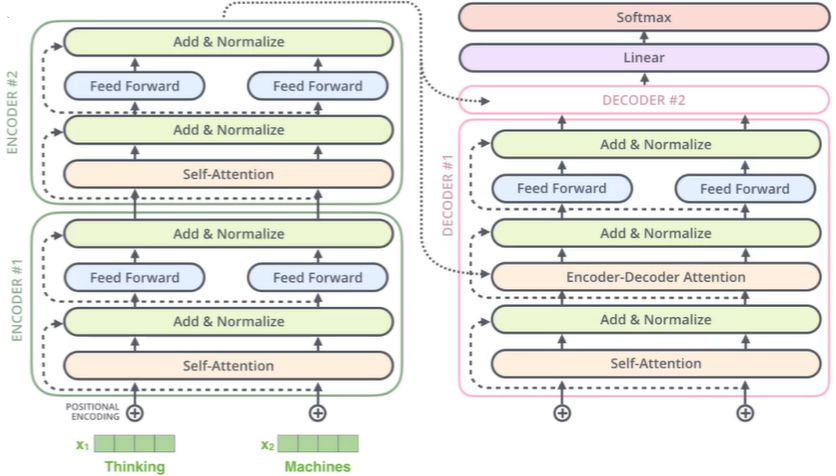 ENCODER #2
Add & Normalize
Feed Forward
Feed Forward
Add & Normalize
Self-Attention
ENCODER #1
Add & Normalize
Feed Forward
Feed Forward
Add & Normalize
Self-Attention
POSITIONAL
ENCODING
x1
x2
Thinking
Machines
Softmax
Linear
DECODER #2
DECODER #1
Add & Normalize
Feed Forward
Feed Forward
Add & Normalize
Encoder-Decoder Attention
Add & Normalize
Self-Attention